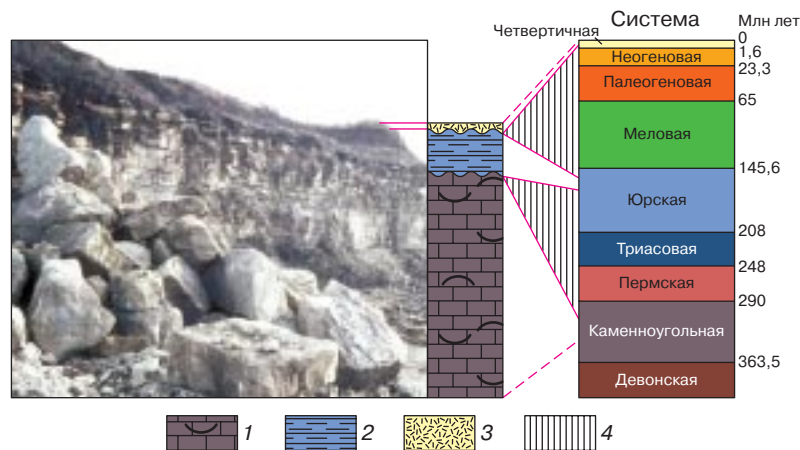 Система
Млн лет
Четвертичная
0
1,6
Неогеновая
23,3
Палеогеновая
65
Меловая
145,6
Юрская
208
Триасовая
248
Пермская
290
Каменноугольная
363,5
Девонская
1
2
3
4